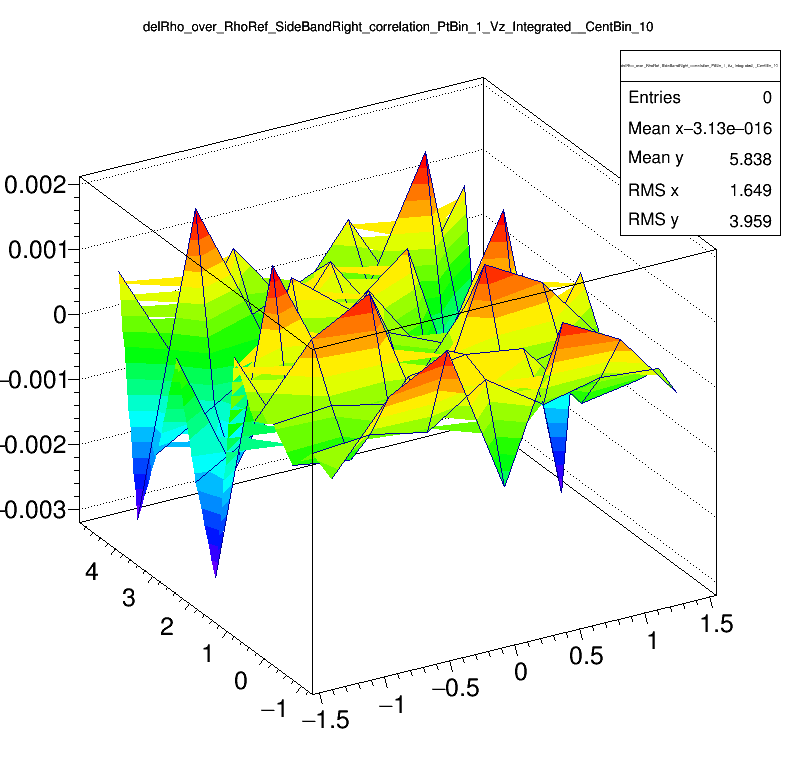 delRho_over_RhoRef_SideBandRight_correlation_PtBin_1_Vz_Integrated__CentBin_10
delRho_over_RhoRef_SideBandRight_correlation_PtBin_1_Vz_Integrated__CentBin_10
Entries 0
Mean x−3.13e−016
Mean y 5.838
RMS x 1.649
RMS y 3.959
0.002
0.001
0
−0.001
−0.002
−0.003
4
3
2
1
0
−1
−1.5
−1
−0.5
0
0.5
1
1.5